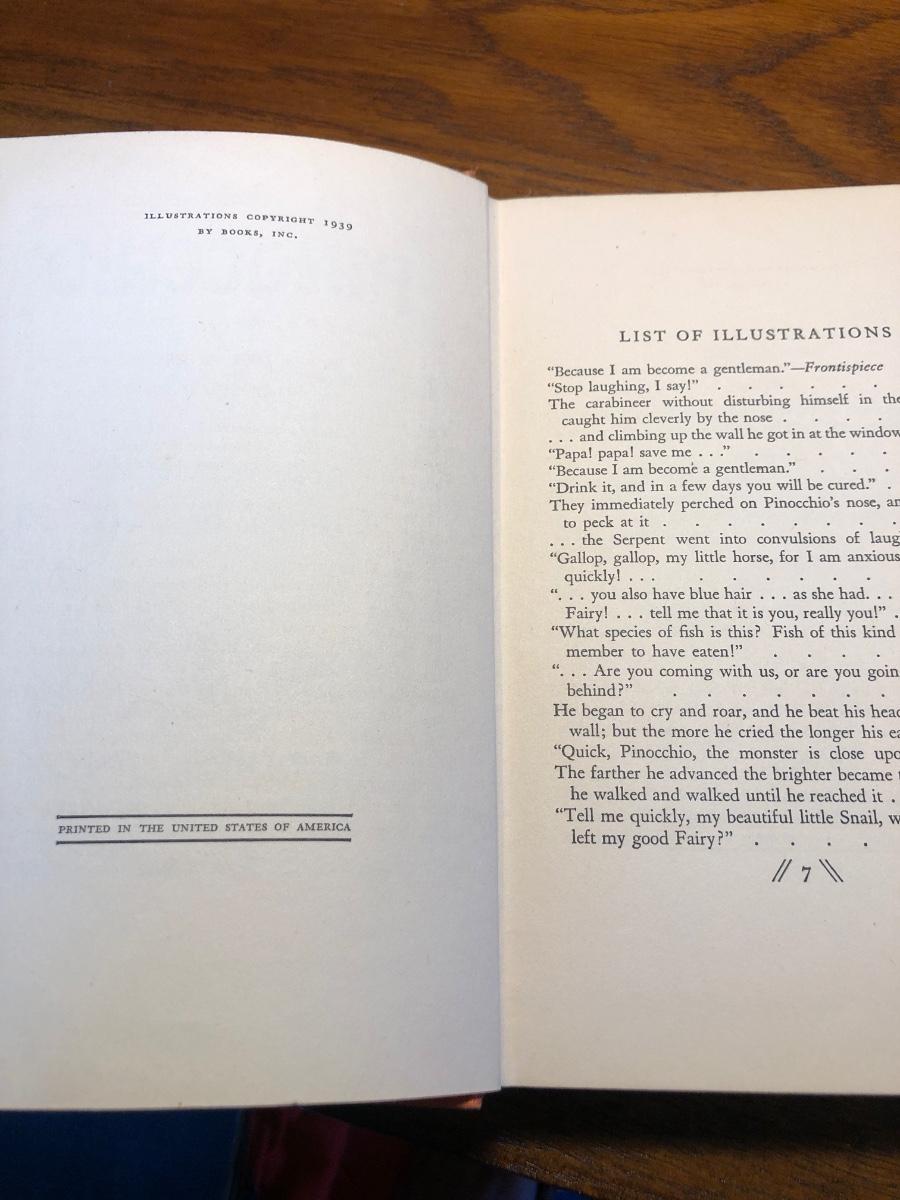 ILLUSTRATIONS COPYRIGHT 1939
BY BOOKS, INC.
PRINTED IN THE UNITED STATES OF AMERICA
LIST OF ILLUSTRATIONS
“Because I am become a gentleman.”—Frontispiece
“Stop laughing, I say!” . . . . . .
The carabineer without disturbing himself in the
caught him cleverly by the nose . . . .
. . . and climbing up the wall he got in at the window
“Papa! papa! save me . . .” . . . . .
“Because I am become a gentleman.” . . .
“Drink it, and in a few days you will be cured.” .
They immediately perched on Pinocchio’s nose, an
to peck at it . . . . . . . .
. . . the Serpent went into convulsions of laug
“Gallop, gallop, my little horse, for I am anxious
quickly! . . . . . . . . .
“. . . you also have blue hair . . . as she had. . .
Fairy! . . . tell me that it is you, really you!” .
“What species of fish is this? Fish of this kind
member to have eaten!” . . . .
“. . . Are you coming with us, or are you goin
behind?” . . . . . . .
He began to cry and roar, and he beat his head
wall; but the more he cried the longer his ea
“Quick, Pinocchio, the monster is close upo
The farther he advanced the brighter became t
he walked and walked until he reached it .
“Tell me quickly, my beautiful little Snail, w
left my good Fairy?” . . . .
// 7 \\